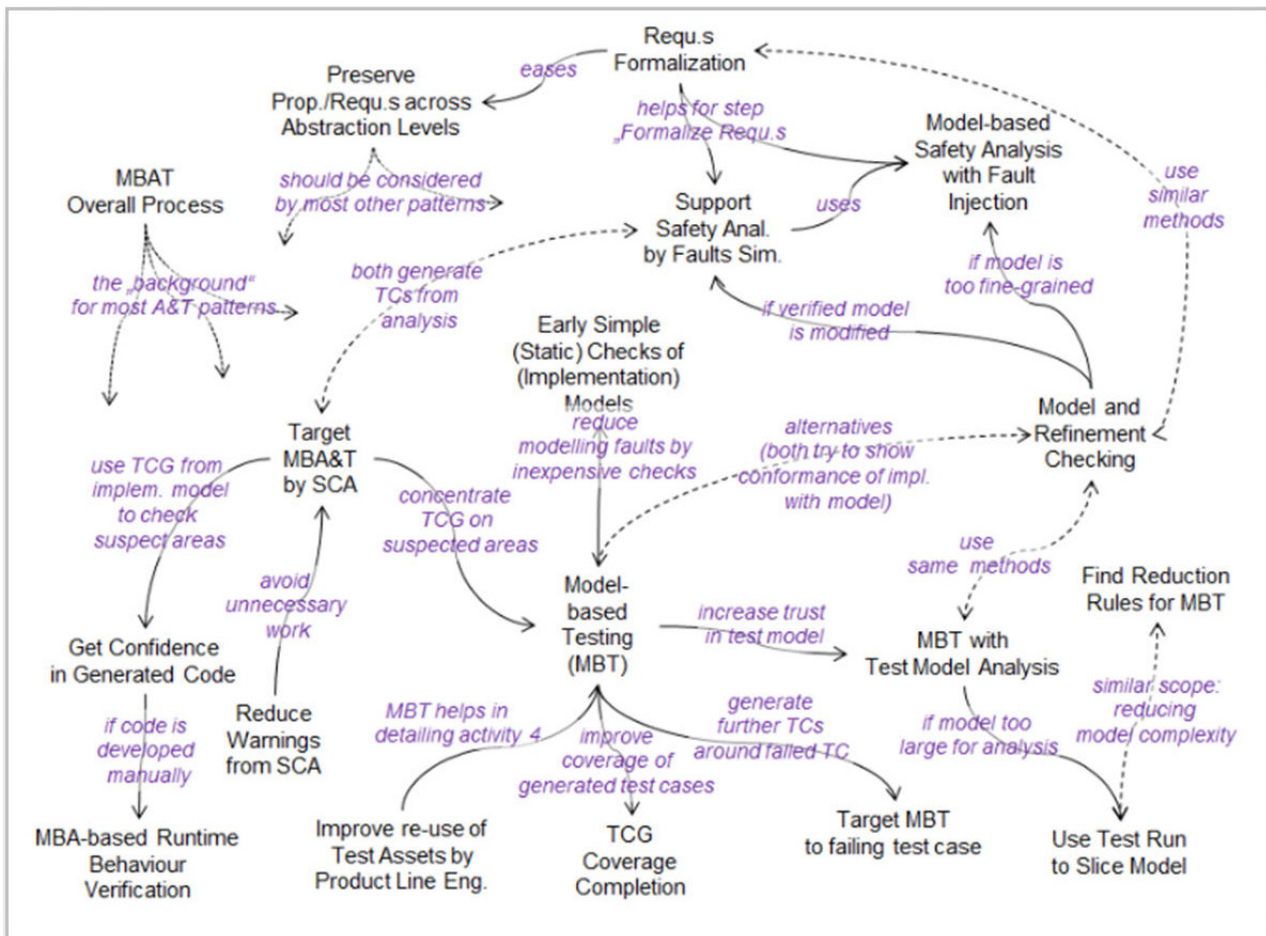 Requ.s
Formalization
eases
Preserve
Prop./Requ.s across
Abstraction Levels
helps for step
„Formalize Requ.s
Model-based
Safety Analysis
with Fault
Injection
MBAT
Overall Process
should be considered
by most other patterns
Support
Safety Anal.
by Faults Sim.
uses
use
similar
methods
the „background“
for most A&T patterns
both generate
TCs from
analysis
if model is
too fine-grained
if verified model
is modified
Early Simple
(Static) Checks of
(Implementation)
Models
reduce
modelling faults by
inexpensive checks
alternatives
(both try to show
conformance of impl.
with model)
Model and
Refinement
Checking
Target
MBA&T
by SCA
use TCG from
implem. model
to check
suspect areas
concentrate
TCG on
suspected areas
avoid
unnecessary
work
use
same methods
Find Reduction
Rules for MBT
Model-
based
Testing
(MBT)
increase trust
in test model
MBT with
Test Model Analysis
Get Confidence
in Generated Code
if code is
developed
manually
Reduce
Warnings
from SCA
MBT helps in
detailing activity 4
improve
coverage of
generated test cases
generate
further TCs
around failed TC
if model too
large for analysis
similar scope:
reducing
model complexity
MBA-based Runtime
Behaviour
Verification
Improve re-use of
Test Assets by
Product Line Eng.
TCG
Coverage
Completion
Target MBT
to failing test case
Use Test Run
to Slice Model